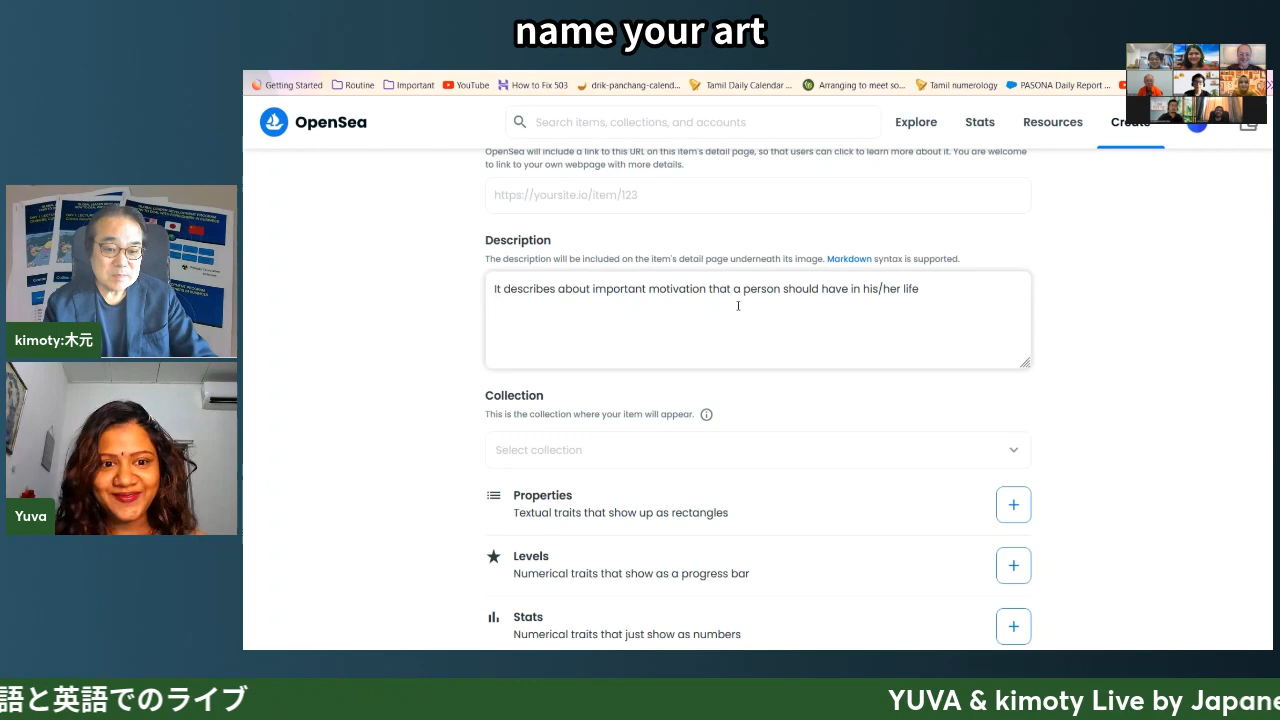 name your art
Getting Started Routine Important YouTube How to Fix 503 drik-panchang-calend... Tamil Daily Calendar ... Arranging to meet so... Tamil numerology PASONA Daily Report ...
OpenSea Search items, collections, and accounts Explore Stats Resources Create
OpenSea will include a link to this URL on this item's detail page, so that users can click to learn more about it. You are welcome
to link to your own webpage with more details.
https://yoursite.io/item/123
Description
The description will be included on the item's detail page underneath its image. Markdown syntax is supported.
It describes about important motivation that a person should have in his/her life
Collection
This is the collection where your item will appear.
Select collection
Properties
Textual traits that show up as rectangles
Levels
Numerical traits that show as a progress bar
Stats
Numerical traits that just show as numbers
kimoty:木元
Yuva
語と英語でのライブ YUVA & kimoty Live by Japane